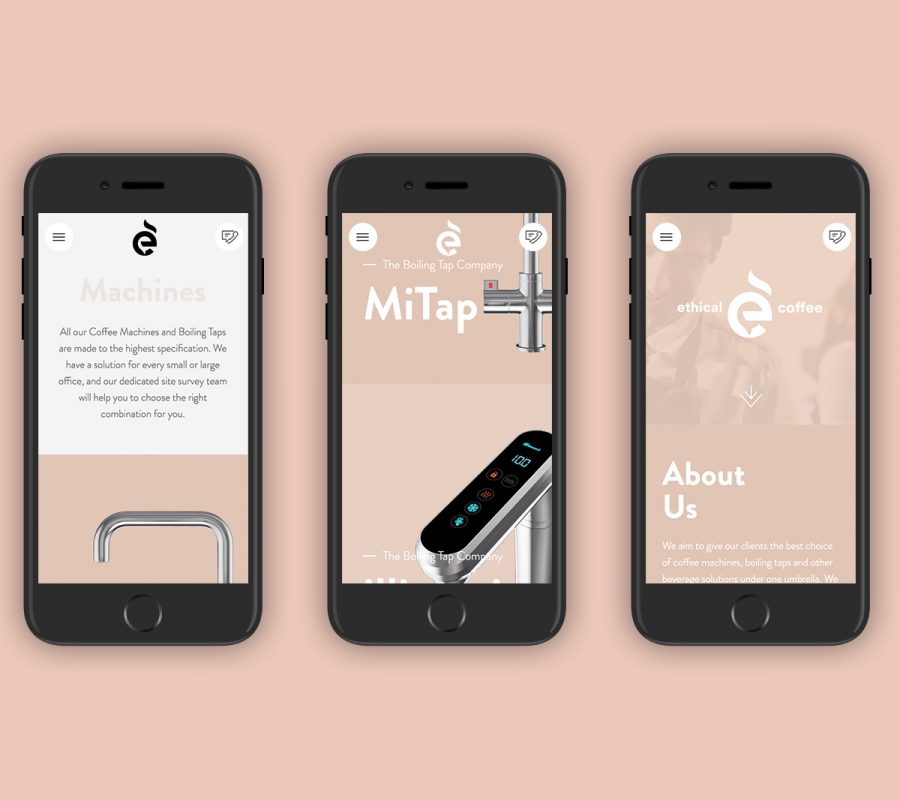 Machines
All our Coffee Machines and Boiling Taps
are made to the highest specification. We
have a solution for every small or large
office, and our dedicated site survey team
will help you to choose the right
combination for you.
The Boiling Tap Company
MiTap
100
The Boiling Tap Company
ethical è coffee
About
Us
We aim to give our clients the best choice
of coffee machines, boiling taps and other
beverage solutions under one umbrella. We